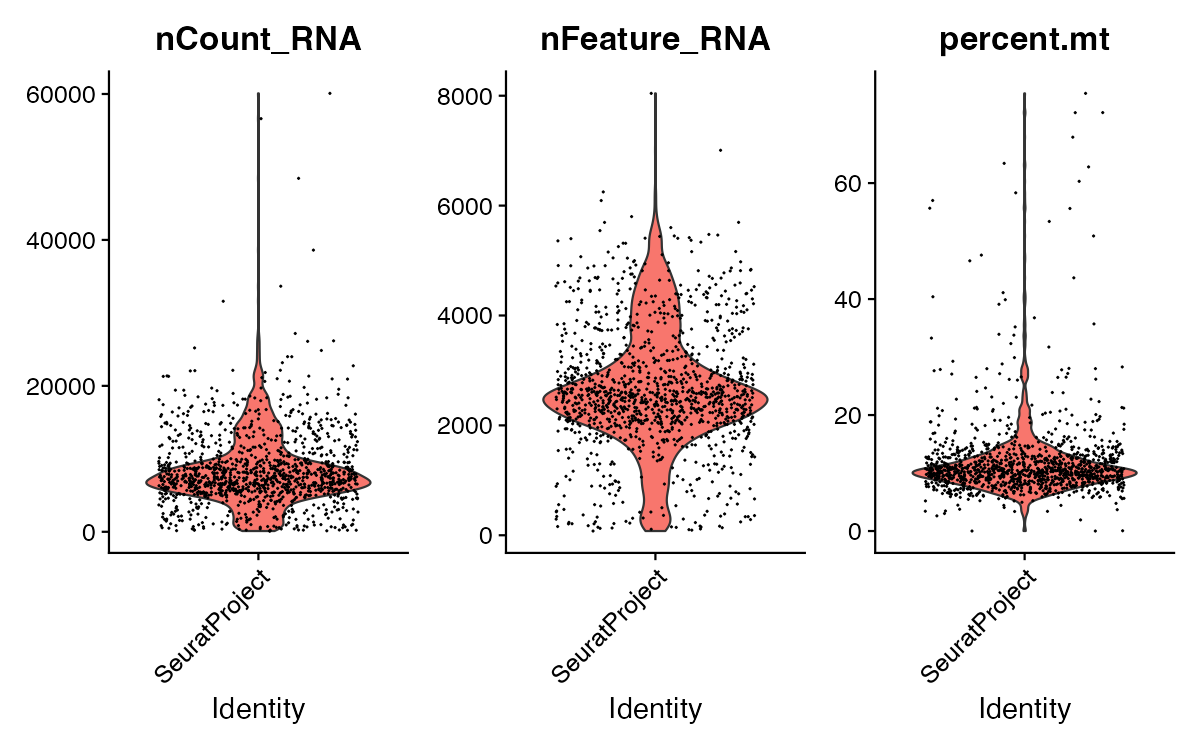 nCount_RNA
60000
40000
20000
0
SeuratProject
Identity
nFeature_RNA
8000
6000
4000
2000
0
SeuratProject
Identity
percent.mt
60
40
20
0
SeuratProject
Identity